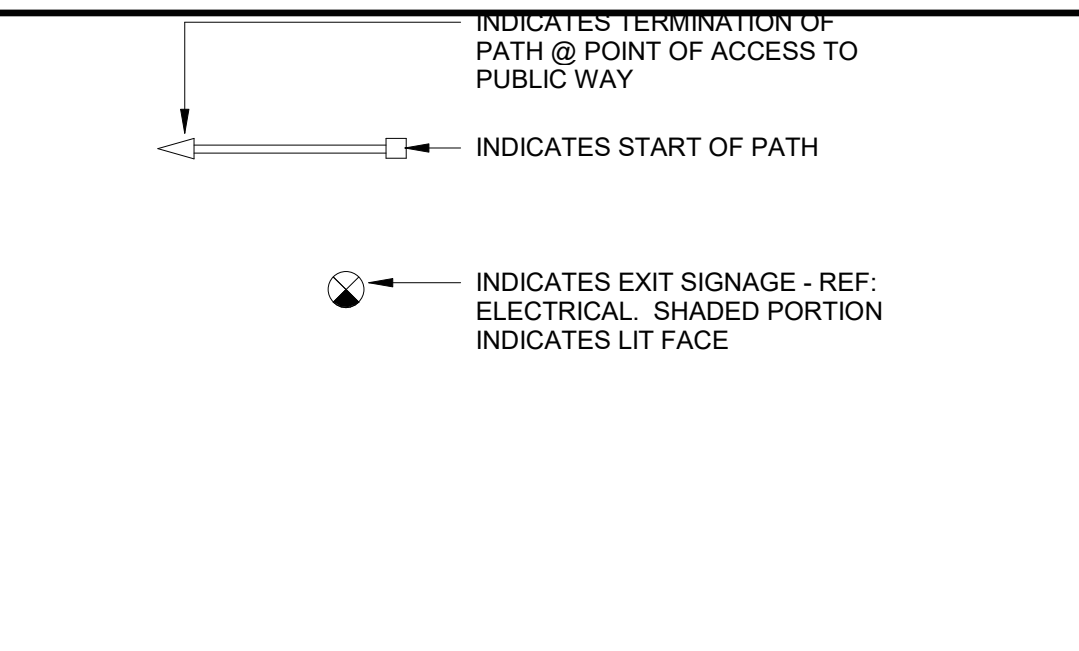 INDICATES TERMINATION OF
PATH @ POINT OF ACCESS TO
PUBLIC WAY
INDICATES START OF PATH
INDICATES EXIT SIGNAGE - REF:
ELECTRICAL. SHADED PORTION
INDICATES LIT FACE